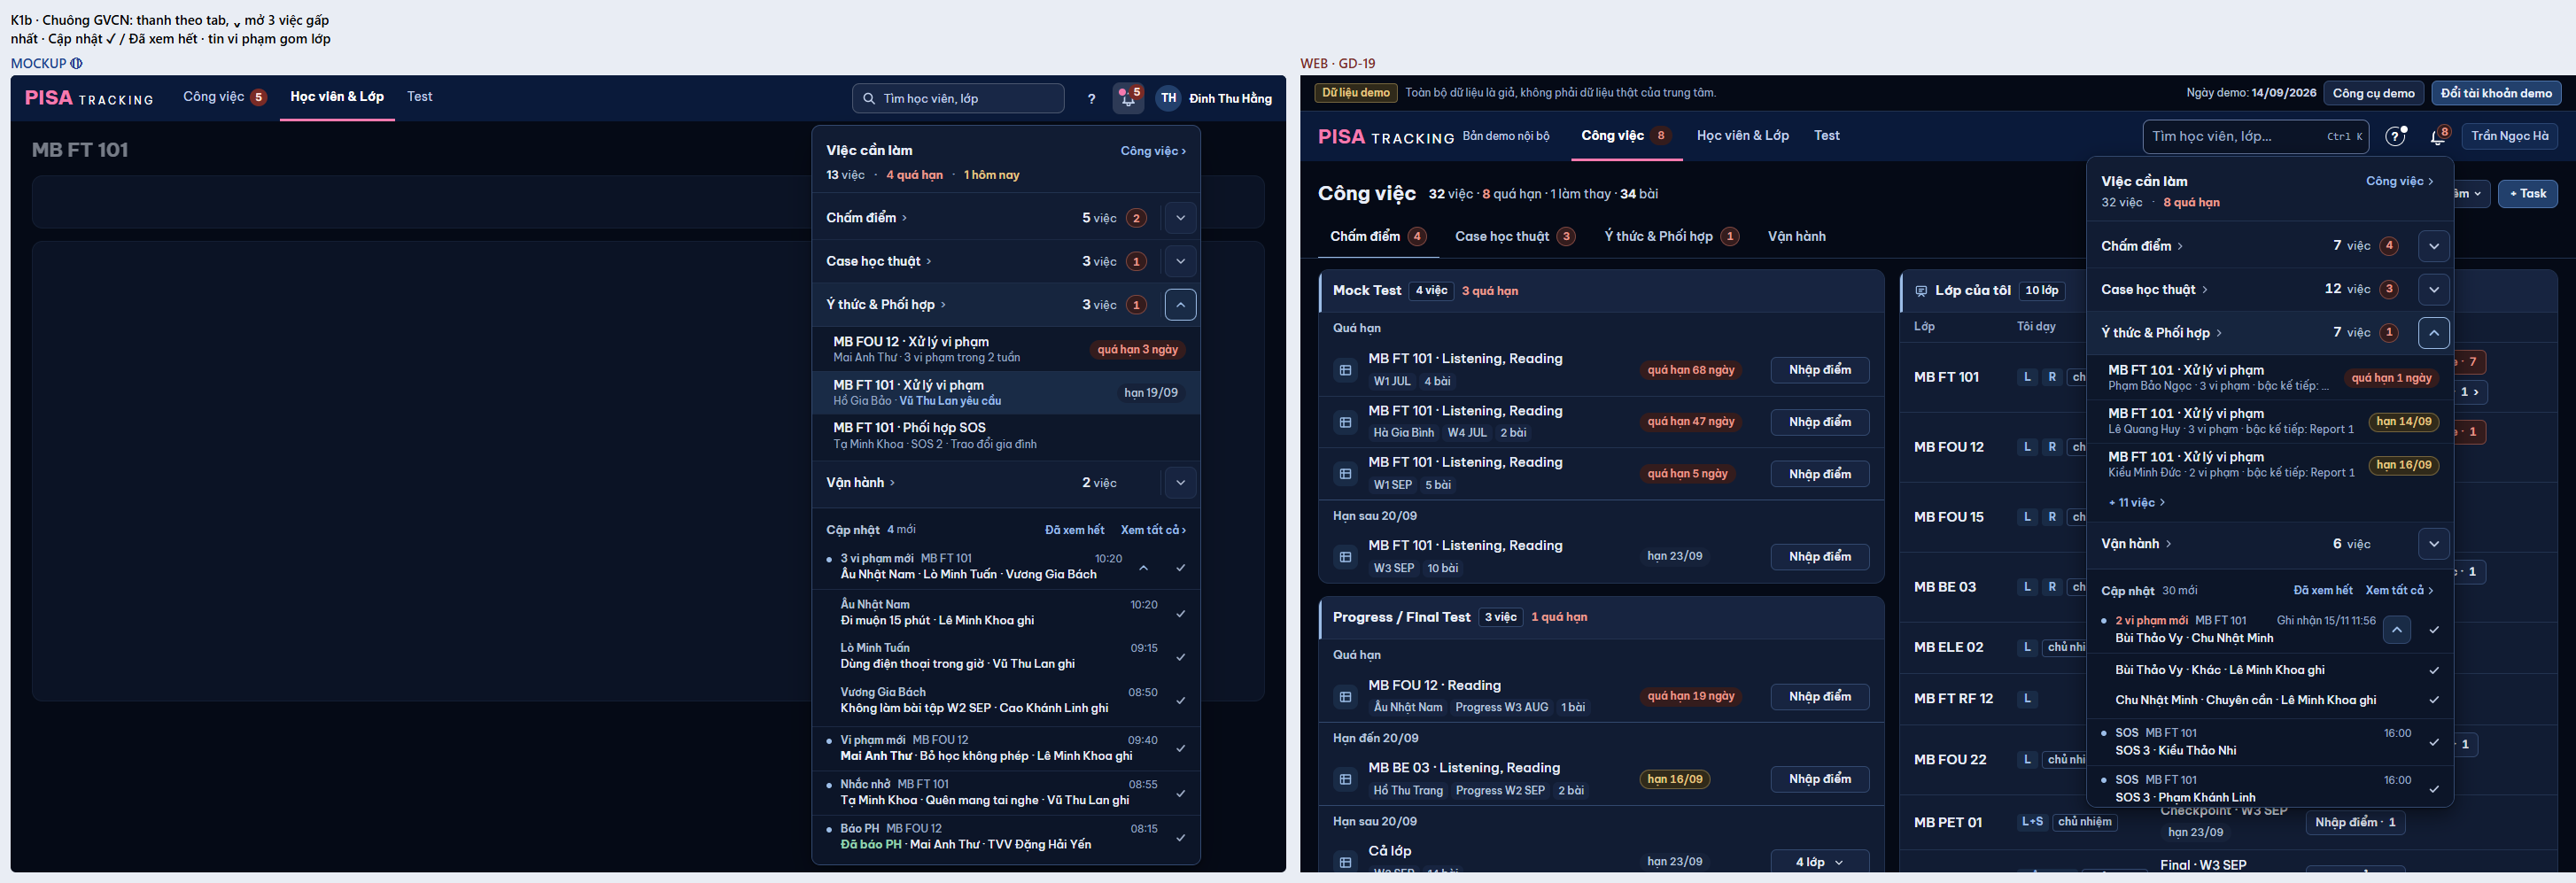 K1b · Chuông GVCN: thanh theo tab, ⌄ mở 3 việc gấp
nhất · Cập nhật ✓ / Đã xem hết · tin vi phạm gom lớp
MOCKUP
PISA TRACKING
Công việc 5
Học viên & Lớp
Test
Tìm học viên, lớp
?
5
TH
Đinh Thu Hằng
MB FT 101
Việc cần làm
Công việc ›
13 việc · 4 quá hạn · 1 hôm nay
Chấm điểm ›
5 việc 2
Case học thuật ›
3 việc 1
Ý thức & Phối hợp ›
3 việc 1
MB FOU 12 · Xử lý vi phạm
Mai Anh Thư · 3 vi phạm trong 2 tuần
quá hạn 3 ngày
MB FT 101 · Xử lý vi phạm
Hồ Gia Bảo · Vũ Thu Lan yêu cầu
hạn 19/09
MB FT 101 · Phối hợp SOS
Tạ Minh Khoa · SOS 2 · Trao đổi gia đình
Vận hành ›
2 việc
Cập nhật 4 mới
Đã xem hết
Xem tất cả ›
3 vi phạm mới MB FT 101
10:20
Âu Nhật Nam · Lò Minh Tuấn · Vương Gia Bách
Âu Nhật Nam
10:20
Đi muộn 15 phút · Lê Minh Khoa ghi
Lò Minh Tuấn
09:15
Dùng điện thoại trong giờ · Vũ Thu Lan ghi
Vương Gia Bách
08:50
Không làm bài tập W2 SEP · Cao Khánh Linh ghi
Vi phạm mới MB FOU 12
09:40
Mai Anh Thư · Bỏ học không phép · Lê Minh Khoa ghi
Nhắc nhở MB FT 101
08:55
Tạ Minh Khoa · Quên mang tai nghe · Vũ Thu Lan ghi
Báo PH MB FOU 12
08:15
Đã báo PH · Mai Anh Thư · TVV Đặng Hải Yến
WEB · GD-19
Dữ liệu demo
Toàn bộ dữ liệu là giả, không phải dữ liệu thật của trung tâm.
Ngày demo: 14/09/2026
Công cụ demo
Đổi tài khoản demo
PISA TRACKING
Bản demo nội bộ
Công việc 8
Học viên & Lớp
Test
Tìm học viên, lớp...
Ctrl K
?
8
Trần Ngọc Hà
Công việc
32 việc · 8 quá hạn · 1 làm thay · 34 bài
+ Task
Chấm điểm 4
Case học thuật 3
Ý thức & Phối hợp 1
Vận hành
Mock Test
4 việc
3 quá hạn
Quá hạn
MB FT 101 · Listening, Reading
W1 JUL
4 bài
quá hạn 68 ngày
Nhập điểm
MB FT 101 · Listening, Reading
Hà Gia Bình
W4 JUL
2 bài
quá hạn 47 ngày
Nhập điểm
MB FT 101 · Listening, Reading
W1 SEP
5 bài
quá hạn 5 ngày
Nhập điểm
Hạn sau 20/09
MB FT 101 · Listening, Reading
W3 SEP
10 bài
hạn 23/09
Nhập điểm
Progress / Final Test
3 việc
1 quá hạn
Quá hạn
MB FOU 12 · Reading
Âu Nhật Nam
Progress W3 AUG
1 bài
quá hạn 19 ngày
Nhập điểm
Hạn đến 20/09
MB BE 03 · Listening, Reading
Hồ Thu Trang
Progress W2 SEP
2 bài
hạn 16/09
Nhập điểm
Hạn sau 20/09
Cả lớp
hạn 23/09
4 lớp
Lớp của tôi
10 lớp
Lớp
Tôi dạy
MB FT 101
L R
MB FOU 12
L R
MB FOU 15
L R
MB BE 03
L R
MB ELE 02
L
MB FT RF 12
L
MB FOU 22
L
MB PET 01
L+S
chủ nhiệm
Checkpoint · W3 SEP
hạn 23/09
Nhập điểm · 1
Final · W3 SEP
Việc cần làm
Công việc ›
32 việc · 8 quá hạn
Chấm điểm ›
7 việc 4
Case học thuật ›
12 việc 3
Ý thức & Phối hợp ›
7 việc 1
MB FT 101 · Xử lý vi phạm
Phạm Bảo Ngọc · 3 vi phạm · bậc kế tiếp: ...
quá hạn 1 ngày
MB FT 101 · Xử lý vi phạm
Lê Quang Huy · 3 vi phạm · bậc kế tiếp: Report 1
hạn 14/09
MB FT 101 · Xử lý vi phạm
Kiều Minh Đức · 2 vi phạm · bậc kế tiếp: Report 1
hạn 16/09
+ 11 việc ›
Vận hành ›
6 việc
Cập nhật 30 mới
Đã xem hết
Xem tất cả ›
2 vi phạm mới MB FT 101
Ghi nhận 15/11 11:56
Bùi Thảo Vy · Chu Nhật Minh
Bùi Thảo Vy · Khác · Lê Minh Khoa ghi
Chu Nhật Minh · Chuyên cần · Lê Minh Khoa ghi
SOS MB FT 101
16:00
SOS 3 · Kiều Thảo Nhi
SOS MB FT 101
16:00
SOS 3 · Phạm Khánh Linh